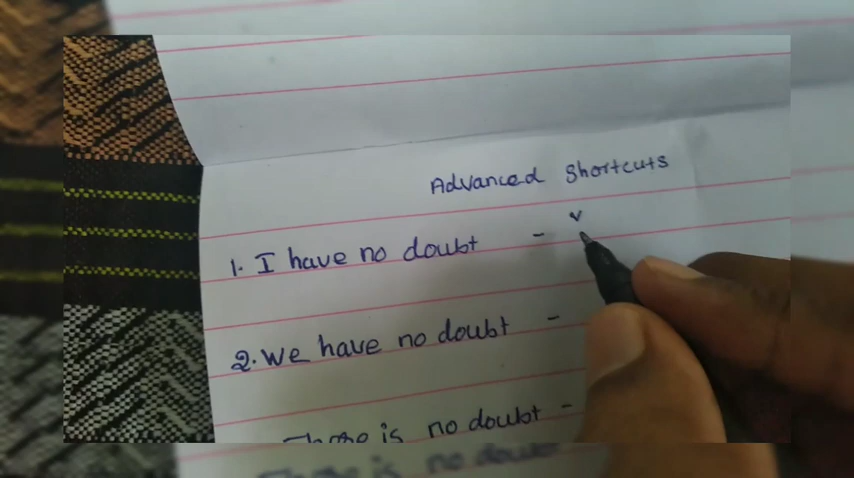 Advanced Shortcuts
1. I have no doubt -
2. We have no doubt -
There is no doubt -